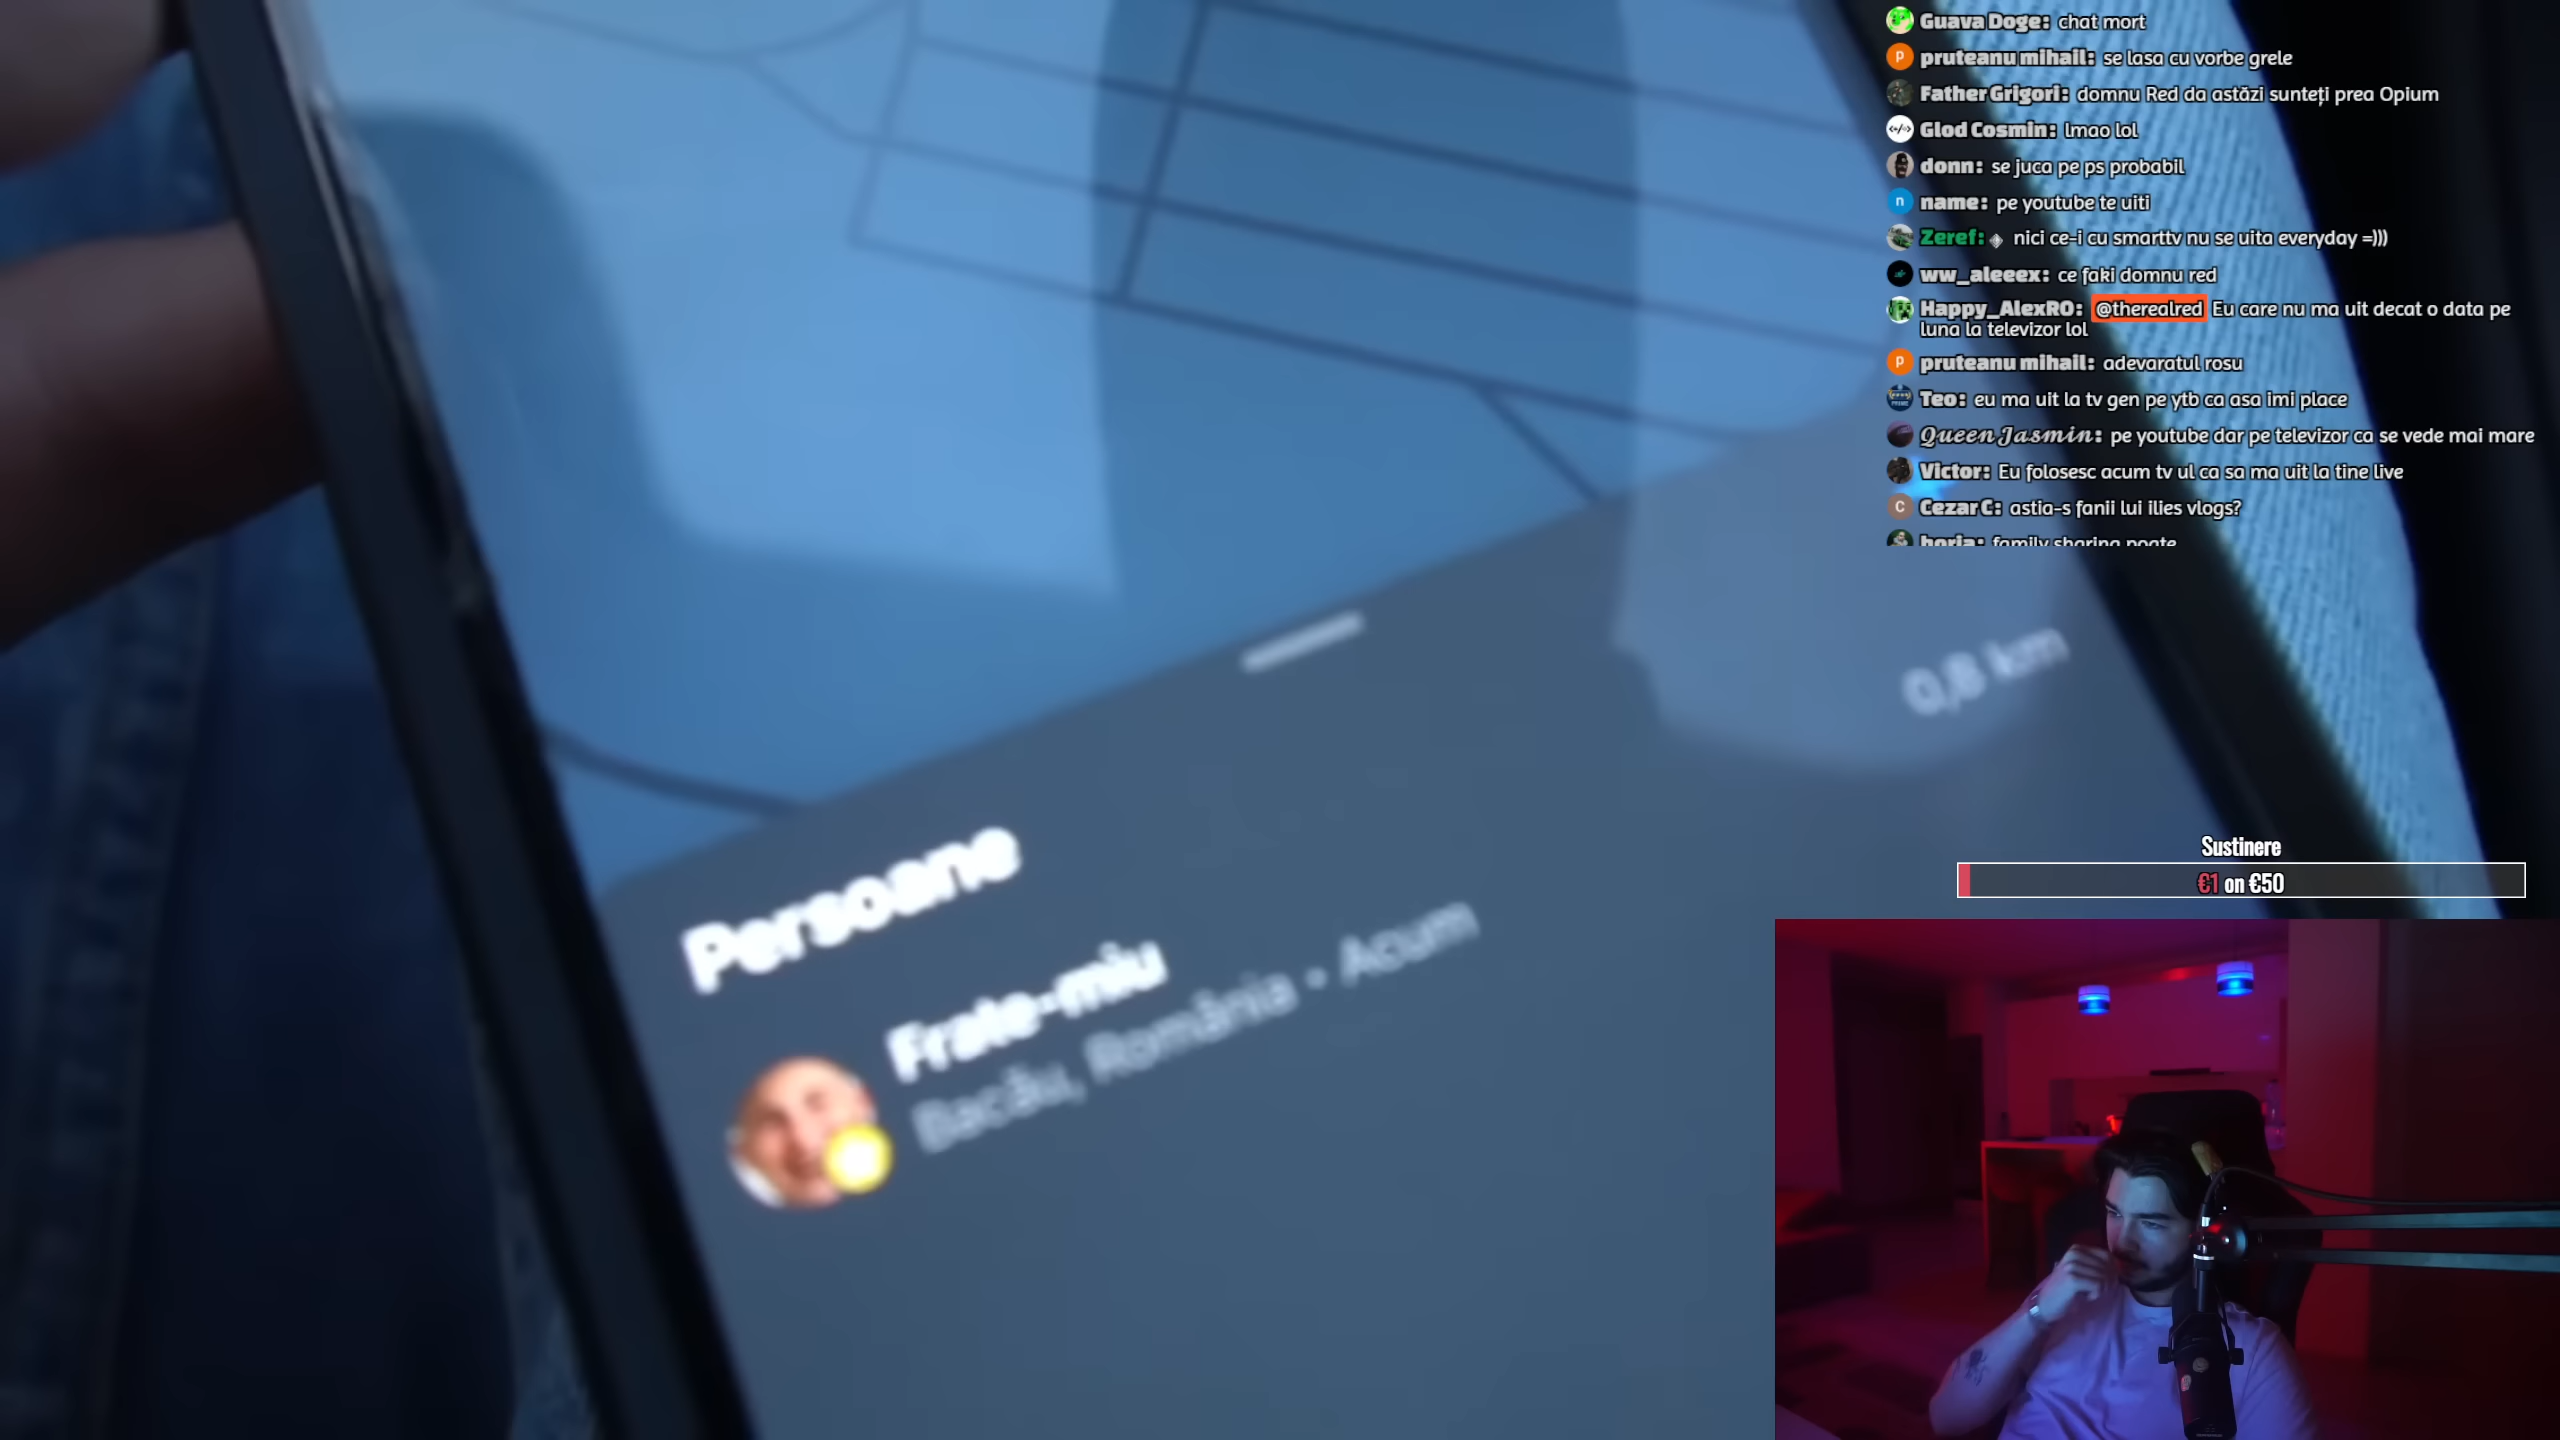 Guava Doge: chat mort
pruteanu mihail: se lasa cu vorbe grele
Father Grigori: domnu Red da astăzi sunteți prea Opium
Glod Cosmin: lmao lol
donn: se juca pe ps probabil
name: pe youtube te uiti
Zeref: nici ce-i cu smarttv nu se uita everyday =)))
ww_aleeex: ce faki domnu red
Happy_AlexRO: @therealred Eu care nu ma uit decat o data pe
luna la televizor lol
pruteanu mihail: adevaratul rosu
Teo: eu ma uit la tv gen pe ytb ca asa imi place
Queen Jasmin: pe youtube dar pe televizor ca se vede mai mare
Victor: Eu folosesc acum tv ul ca sa ma uit la tine live
Cezar C: astia-s fanii lui ilies vlogs?
horia: family sharing poate
0,8 km
Persoane
Frate-miu
Bacău, România • Acum
Sustinere
€1 on €50